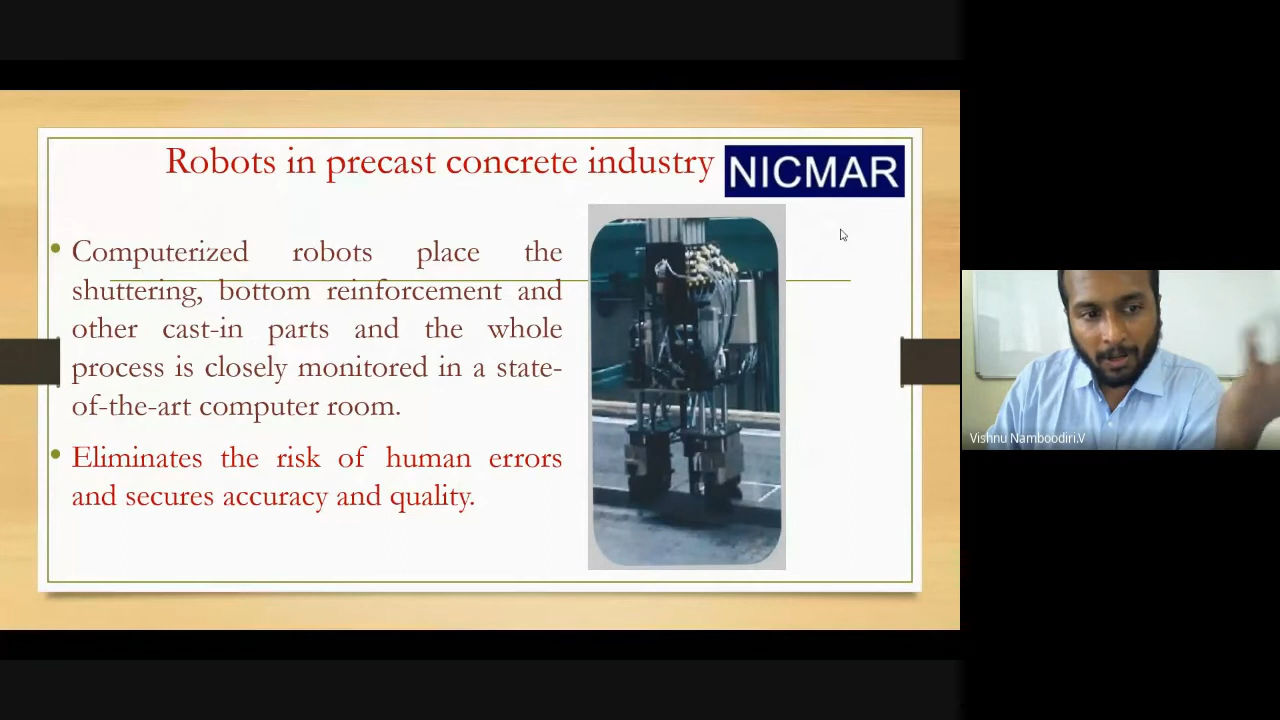 Robots in precast concrete industry
NICMAR
Computerized robots place the
shuttering, bottom reinforcement and
other cast-in parts and the whole
process is closely monitored in a state-
of-the-art computer room.
Eliminates the risk of human errors
and secures accuracy and quality.
Vishnu Namboodiri.V